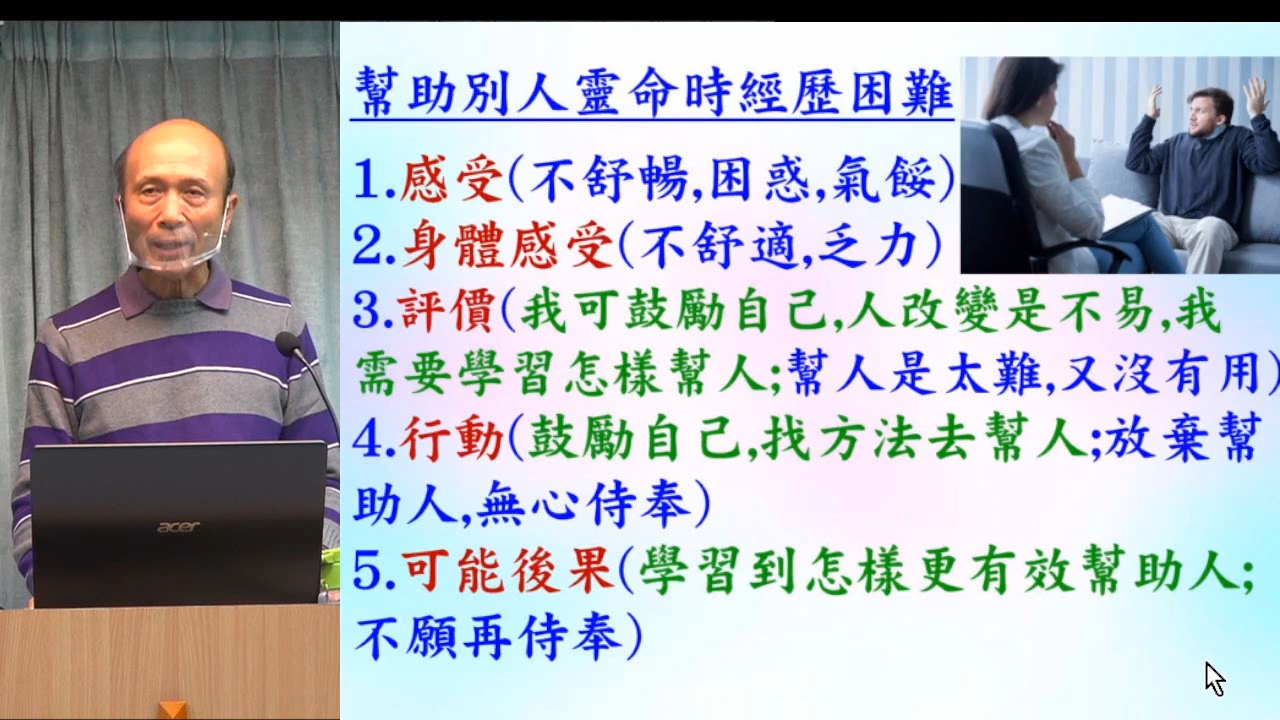 幫助別人靈命時經歷困難
1.感受(不舒暢,困惑,氣餒)
2.身體感受(不舒適,乏力)
3.評價(我可鼓勵自己,人改變是不易,我
需要學習怎樣幫人;幫人是太難,又沒有用)
4.行動(鼓勵自己,找方法去幫人;放棄幫
助人,無心侍奉)
5.可能後果(學習到怎樣更有效幫助人;
不願再侍奉)
acer